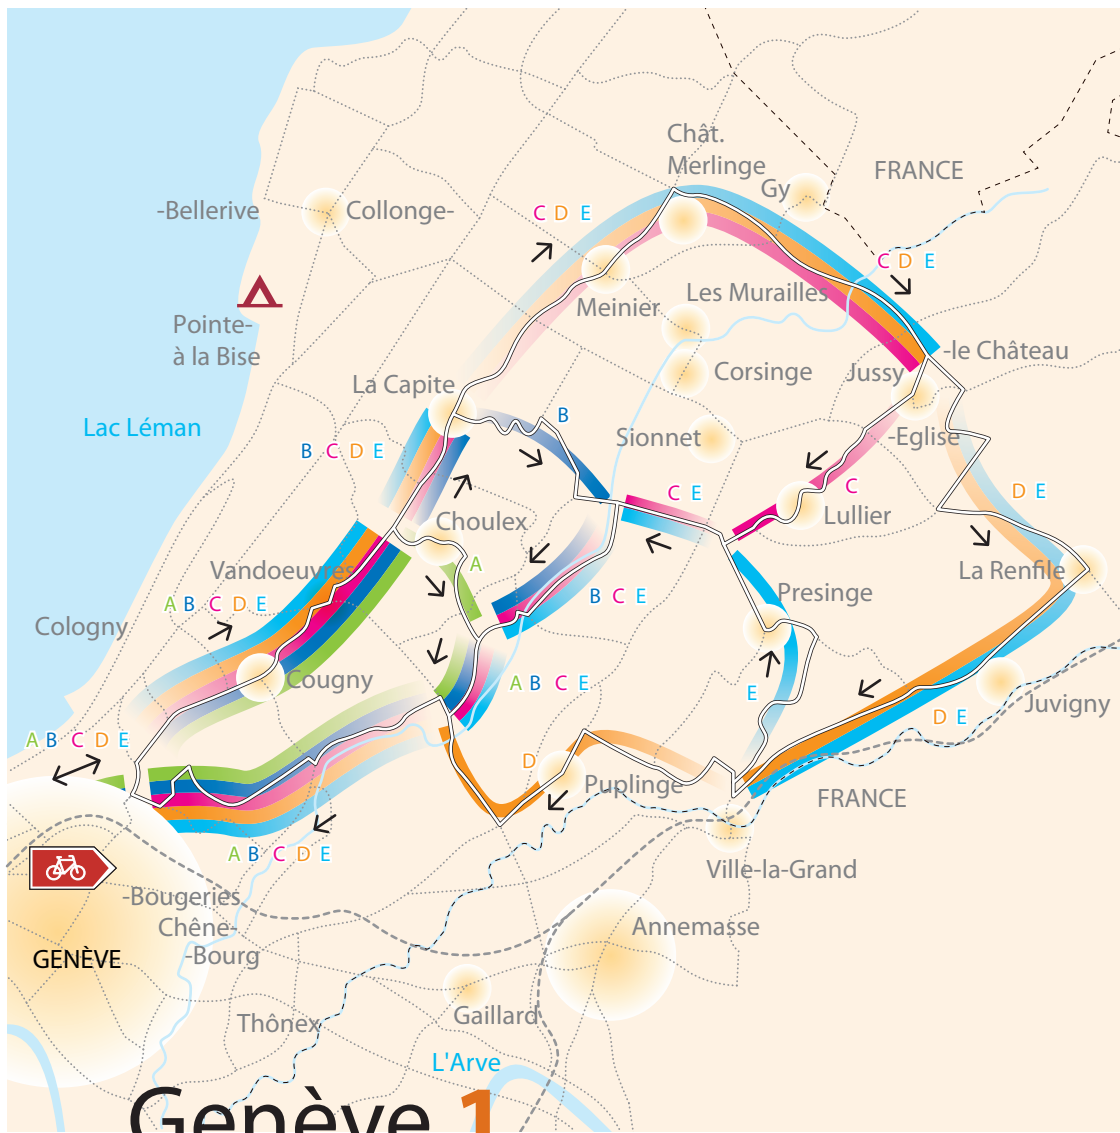 Chât.
Merlinge
FRANCE
Gy
-Bellerive
Collonge-
C D E
C D E
Les Murailles
Meinier
Pointe-
à la Bise
-le Château
Corsinge
Jussy
La Capite
B
Lac Léman
Sionnet
-Eglise
B C D E
C E
C
D E
Lullier
Choulex
A
Vandoeuvres
La Renfile
A B C D E
B C E
Presinge
Cologny
Cougny
A B C E
E
Juvigny
D E
A B C D E
D
Puplinge
FRANCE
A B C D E
Ville-la-Grand
-Bougeries
Chêne-
-Bourg
Annemasse
GENÈVE
Gaillard
Thônex
L'Arve
Genève 1